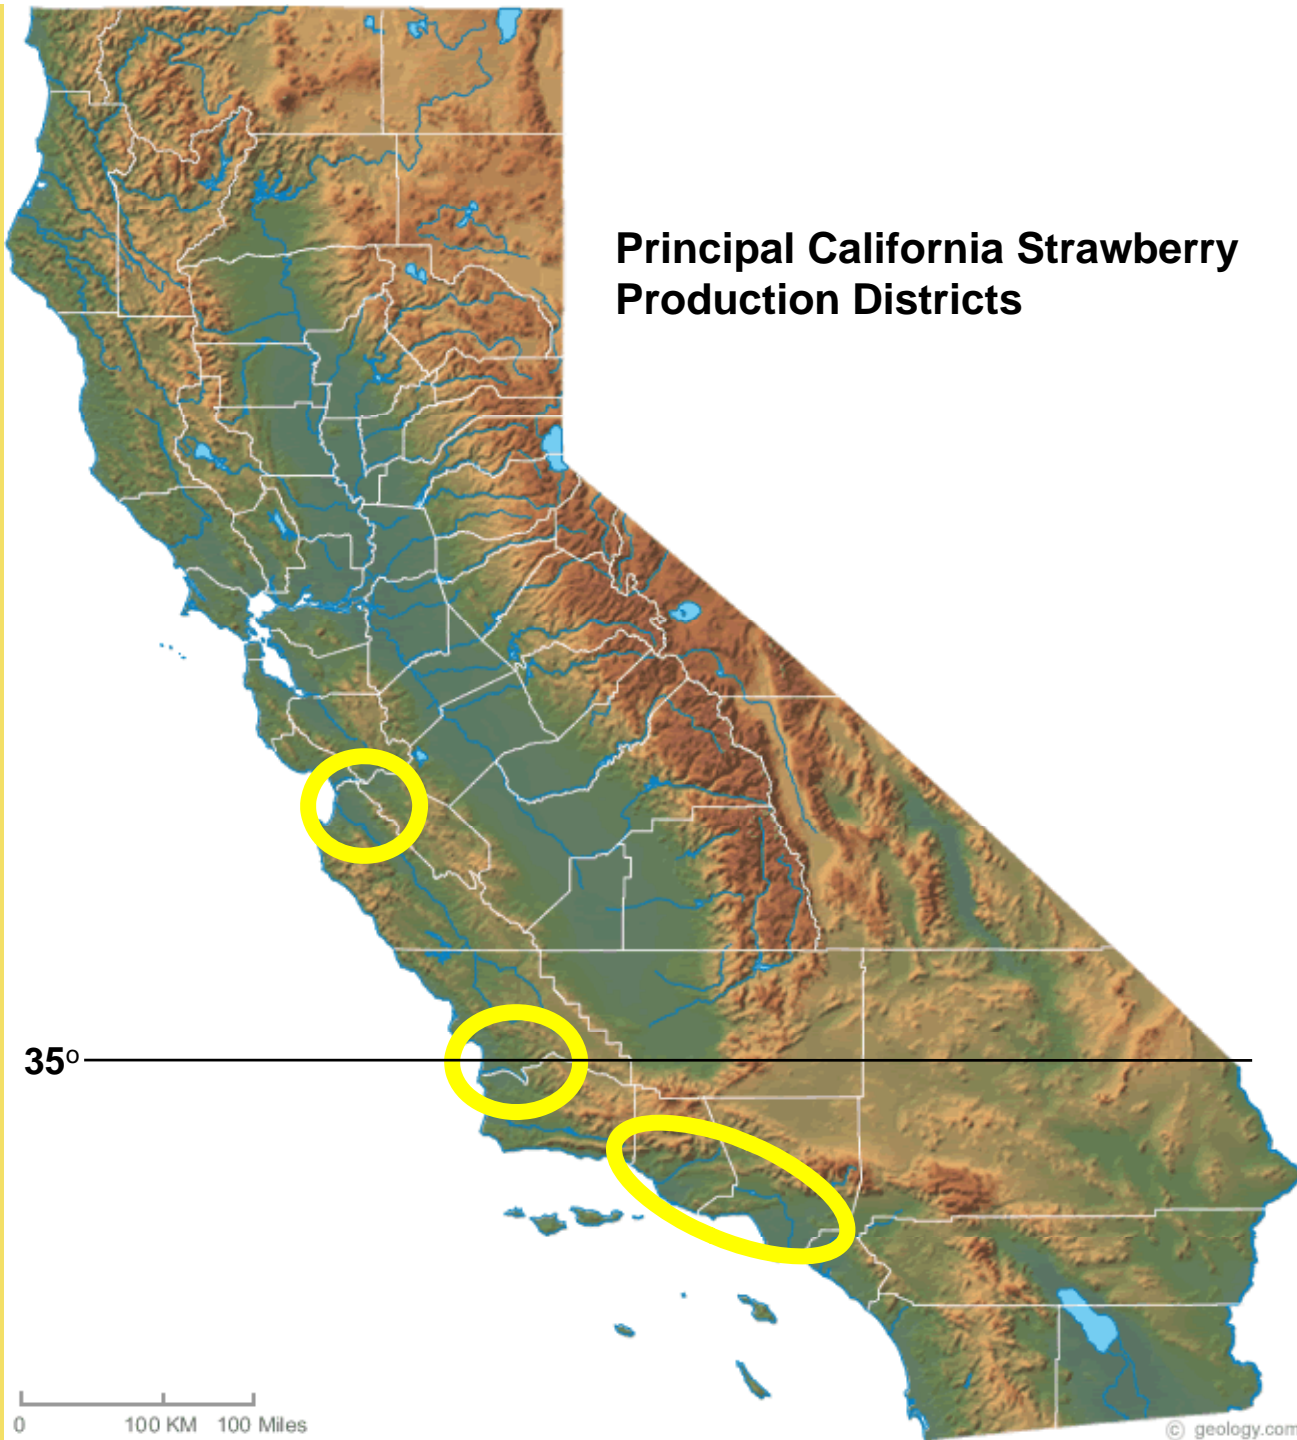 Principal California Strawberry
Production Districts
35o
0 100 KM 100 Miles
© geology.com